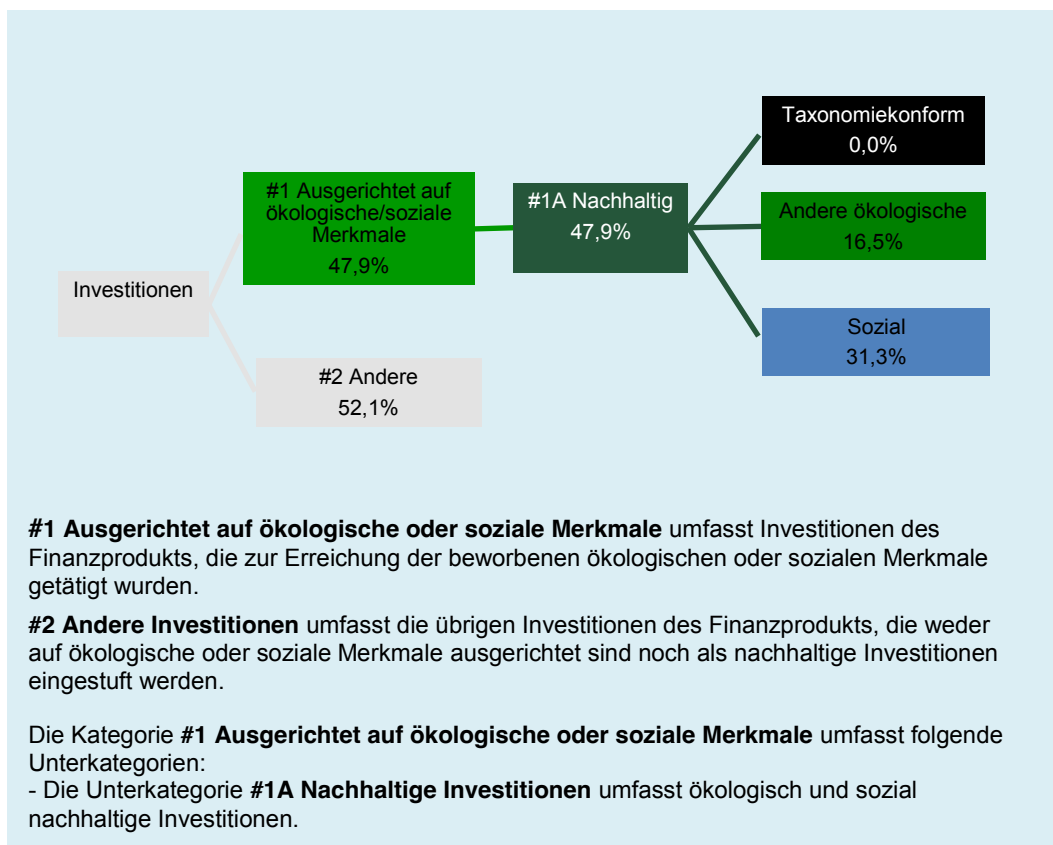 Taxonomiekonform
0,0%
#1 Ausgerichtet auf
ökologische/soziale
Merkmale
47,9%
#1A Nachhaltig
47,9%
Andere ökologische
16,5%
Investitionen
Sozial
31,3%
#2 Andere
52,1%
#1 Ausgerichtet auf ökologische oder soziale Merkmale umfasst Investitionen des
Finanzprodukts, die zur Erreichung der beworbenen ökologischen oder sozialen Merkmale
getätigt wurden.
#2 Andere Investitionen umfasst die übrigen Investitionen des Finanzprodukts, die weder
auf ökologische oder soziale Merkmale ausgerichtet sind noch als nachhaltige Investitionen
eingestuft werden.
Die Kategorie #1 Ausgerichtet auf ökologische oder soziale Merkmale umfasst folgende
Unterkategorien:
- Die Unterkategorie #1A Nachhaltige Investitionen umfasst ökologisch und sozial
nachhaltige Investitionen.